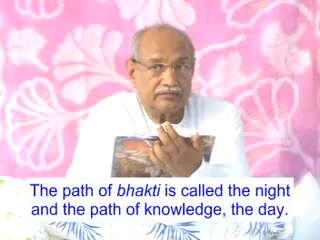 The path of bhakti is called the night
and the path of knowledge, the day.